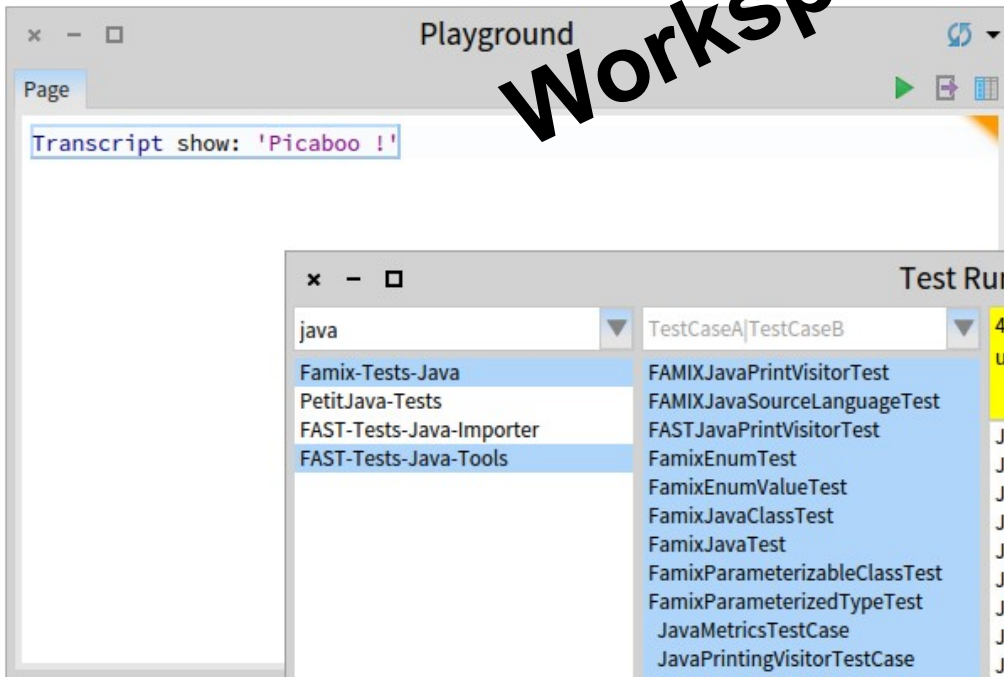 Playground
Worksp
Page
Transcript show: 'Picaboo !'
Test Ru
java
TestCaseA|TestCaseB
4
u
Famix-Tests-Java
PetitJava-Tests
FAST-Tests-Java-Importer
FAST-Tests-Java-Tools
FAMIXJavaPrintVisitorTest
FAMIXJavaSourceLanguageTest
FASTJavaPrintVisitorTest
FamixEnumTest
FamixEnumValueTest
FamixJavaClassTest
FamixJavaTest
FamixParameterizableClassTest
FamixParameterizedTypeTest
JavaMetricsTestCase
JavaPrintingVisitorTestCase
J
J
J
J
J
J
J
J
J